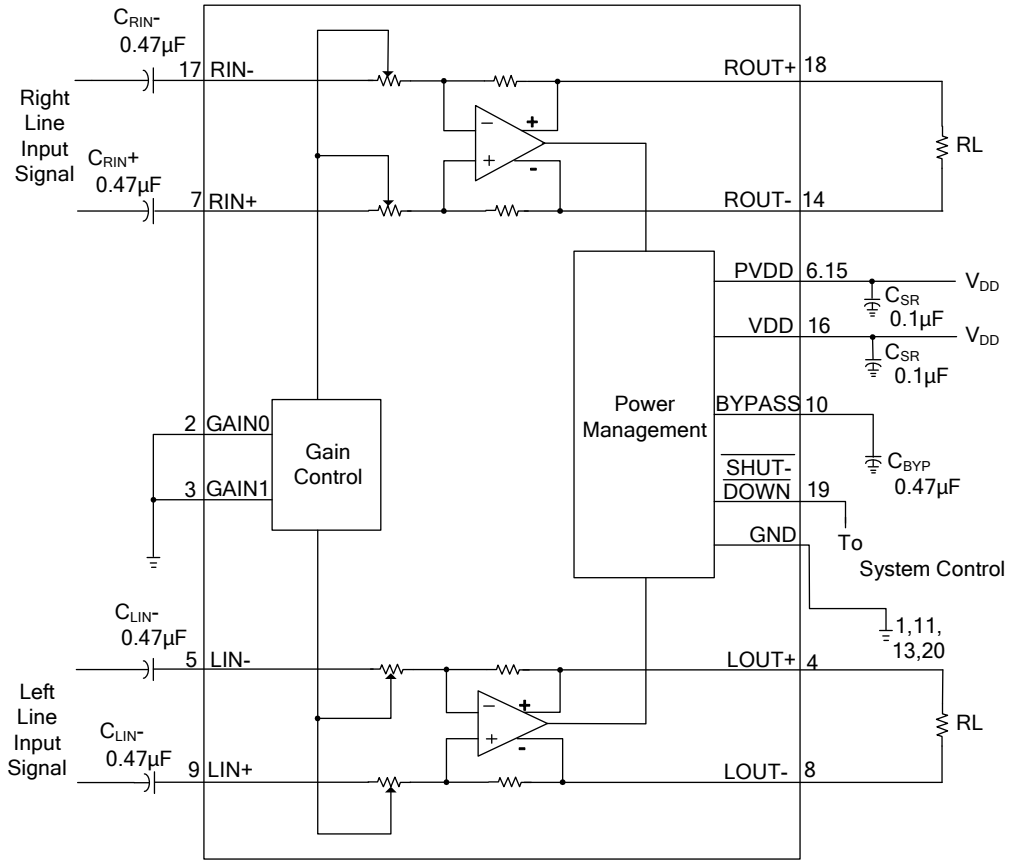 CRIN-
0.47µF
17 RIN-
ROUT+ 18
Right
Line
Input
Signal
CRIN+
0.47µF
7 RIN+
ROUT- 14
RL
−
+
+
-
PVDD 6.15
VDD
CSR
0.1µF
VDD 16
VDD
CSR
0.1µF
BYPASS 10
CBYP
0.47µF
Power
Management
SHUT-
DOWN 19
To
System Control
GND
1,11,
13,20
2 GAIN0
3 GAIN1
Gain
Control
CLIN-
0.47µF
5 LIN-
LOUT+ 4
Left
Line
Input
Signal
CLIN-
0.47µF
9 LIN+
LOUT- 8
RL
−
+
+
-